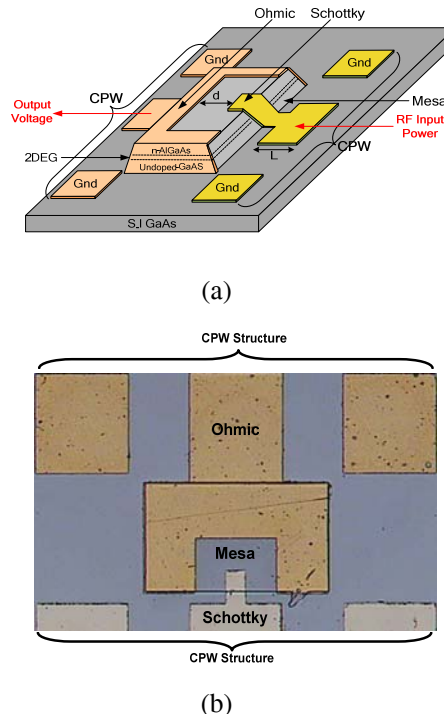 Ohmic
Schottky
Gnd
Gnd
CPW
d
Output
Voltage
Mesa
RF Input
Power
2DEG
n-AlGaAs
Undoped-GaAS
L
CPW
Gnd
Gnd
S.I GaAs
(a)
CPW Structure
Ohmic
Mesa
Schottky
CPW Structure
(b)